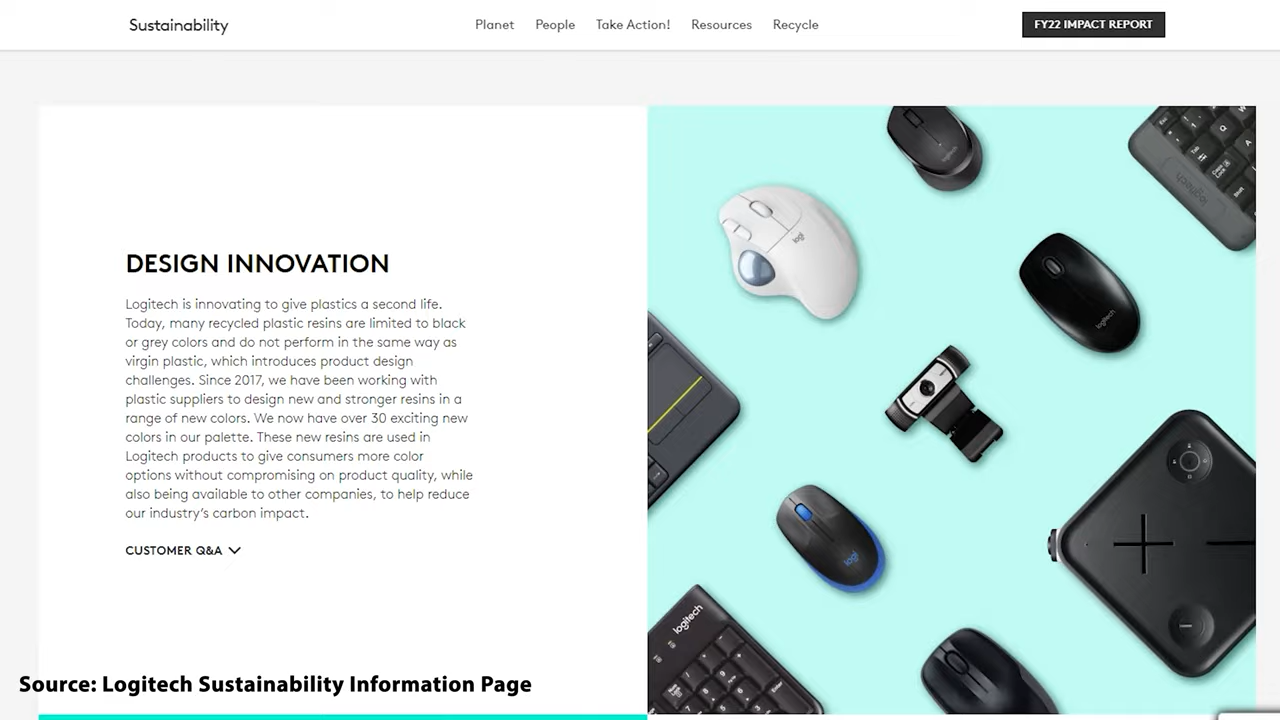 Sustainability
Planet
People
Take Action!
Resources
Recycle
FY22 IMPACT REPORT
DESIGN INNOVATION
Logitech is innovating to give plastics a second life.
Today, many recycled plastic resins are limited to black
or grey colors and do not perform in the same way as
virgin plastic, which introduces product design
challenges. Since 2017, we have been working with
plastic suppliers to design new and stronger resins in a
range of new colors. We now have over 30 exciting new
colors in our palette. These new resins are used in
Logitech products to give consumers more color
options without compromising on product quality, while
also being available to other companies, to help reduce
our industry's carbon impact.
CUSTOMER Q&A
logitech
logitech
logi
logitech
logi
logitech
Source: Logitech Sustainability Information Page